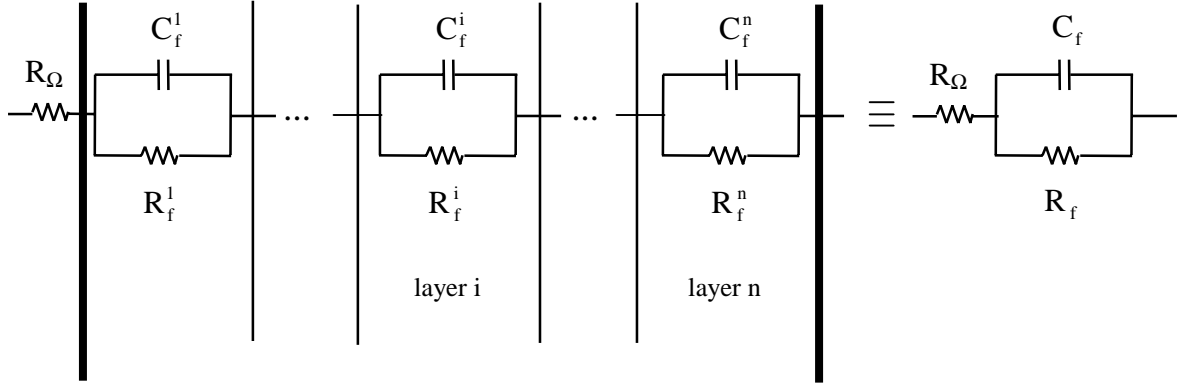 C_f^1 C_f^i C_f^n C_f
R_Ω R_Ω
... ... ≡
R_f^1 R_f^i R_f^n R_f
layer i layer n